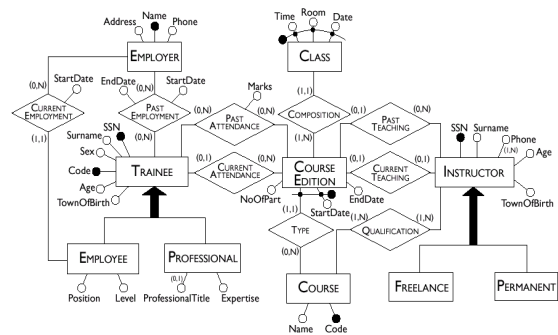 Name
Address
Phone
EMPLOYER
Time
Room
Date
CLASS
(0,N)
StartDate
EndDate
(0,N)
StartDate
CURRENT
EMPLOYMENT
PAST
EMPLOYMENT
(1,1)
(0,N)
Marks
(0,N)
PAST
ATTENDANCE
(0,N)
(1,1)
COMPOSITION
(1,N)
(0,1)
PAST
TEACHING
(0,N)
SSN
Surname
Sex
Code
Age
TownOfBirth
TRAINEE
(0,1)
CURRENT
ATTENDANCE
(0,N)
COURSE
EDITION
(0,1)
CURRENT
TEACHING
(0,1)
SSN
Surname
Phone
(1,N)
Age
INSTRUCTOR
TownOfBirth
NoOfPart
EndDate
StartDate
(1,1)
TYPE
(0,N)
(1,N)
QUALIFICATION
(1,N)
EMPLOYEE
PROFESSIONAL
Position
Level
(0,1)
ProfessionalTitle
Expertise
COURSE
Name
Code
FREELANCE
PERMANENT